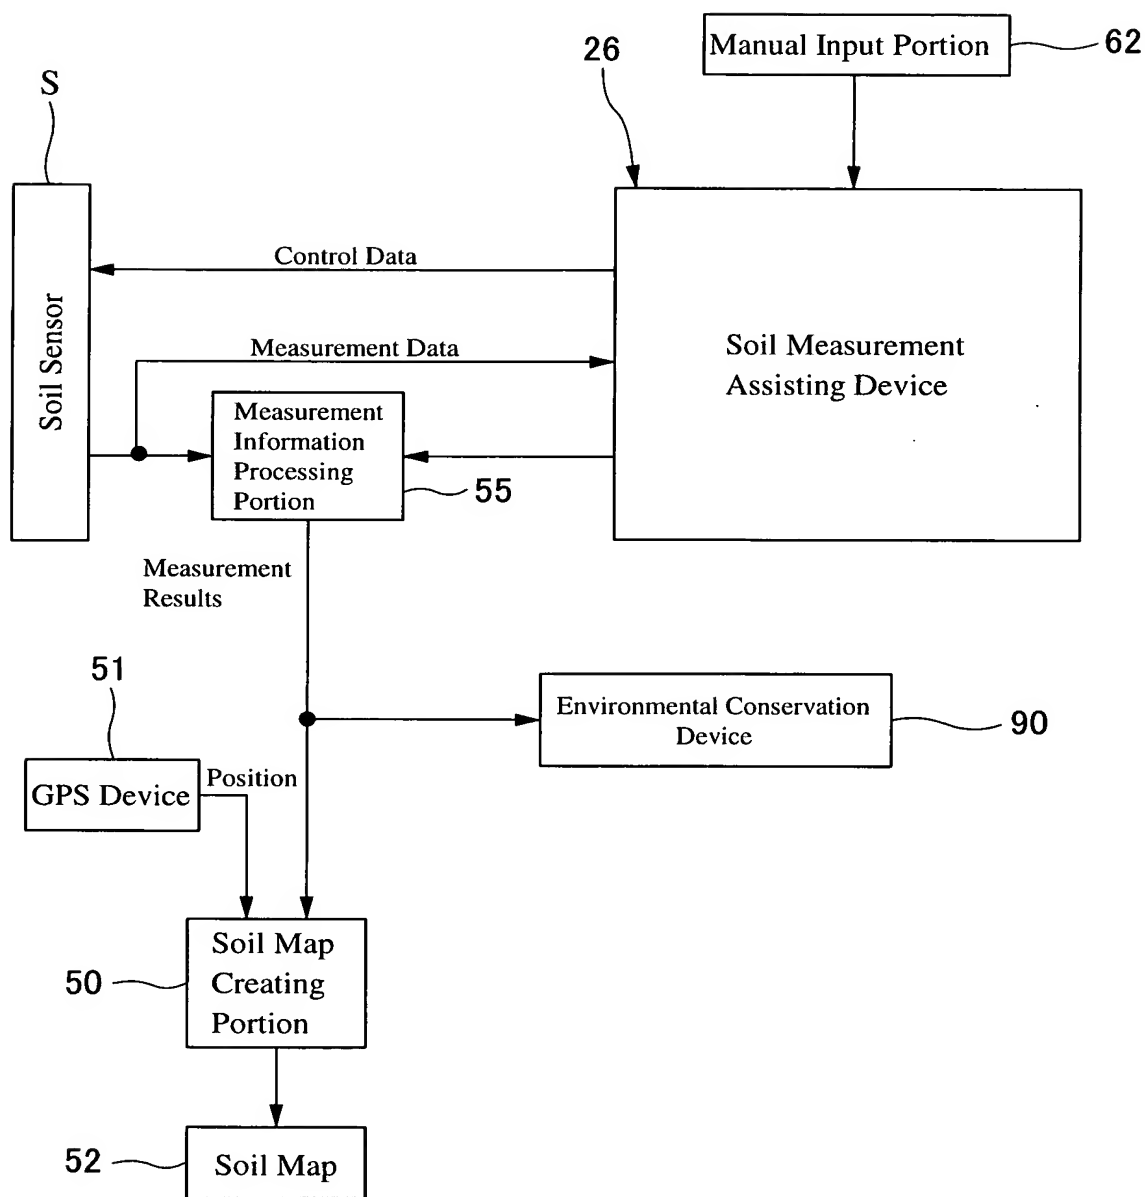 Manual Input Portion
62
26
S
Control Data
Soil Sensor
Measurement Data
Soil Measurement
Assisting Device
Measurement
Information
Processing
Portion
55
Measurement
Results
51
Environmental Conservation
Device
90
GPS Device
Position
Soil Map
Creating
Portion
50
52
Soil Map